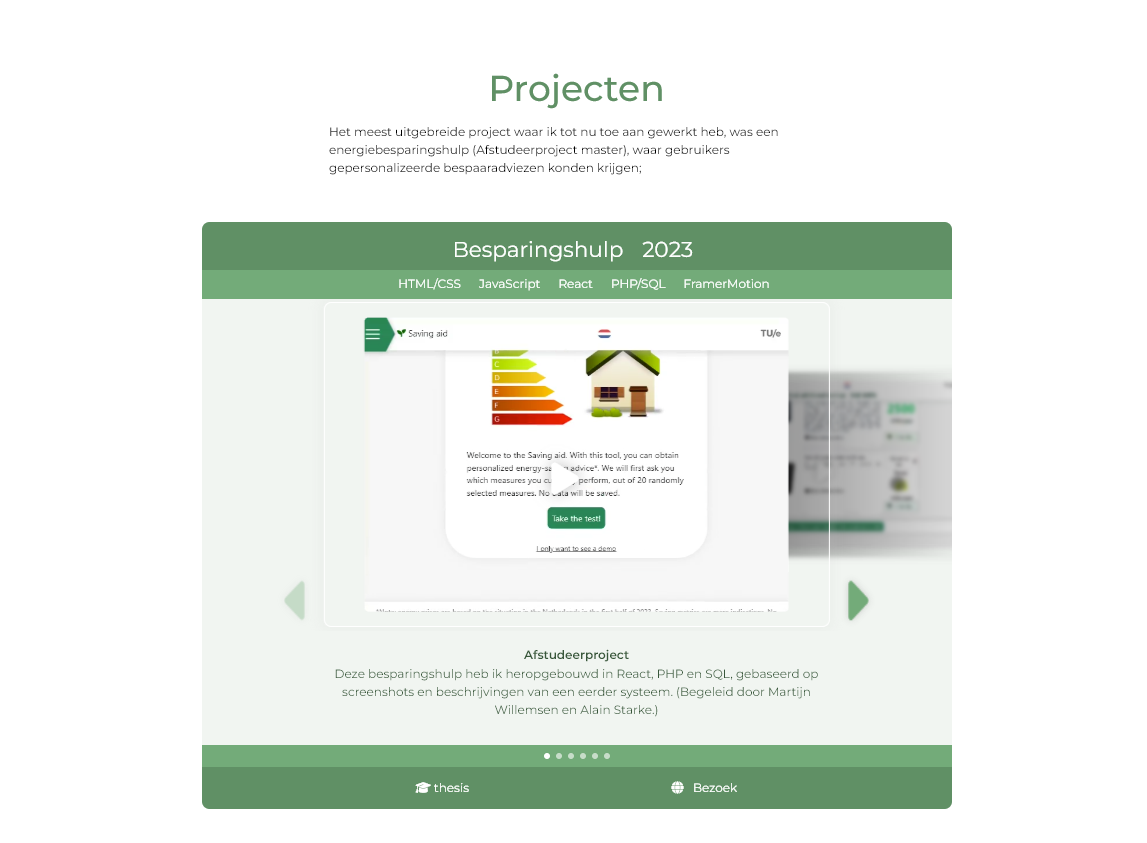 Projecten
Het meest uitgebreide project waar ik tot nu toe aan gewerkt heb, was een
energiebesparingshulp (Afstudeerproject master), waar gebruikers
gepersonalizeerde bespaaradviezen konden krijgen;
Besparingshulp 2023
HTML/CSS JavaScript React PHP/SQL FramerMotion
Saving aid TU/e
C
D
E
F
G
2500
Welcome to the Saving aid. With this tool, you can obtain
personalized energy-saving advice*. We will first ask you
which measures you currently perform, out of 20 randomly
selected measures. No data will be saved.
Take the test!
I only want to see a demo
Afstudeerproject
Deze besparingshulp heb ik heropgebouwd in React, PHP en SQL, gebaseerd op
screenshots en beschrijvingen van een eerder systeem. (Begeleid door Martijn
Willemsen en Alain Starke.)
thesis Bezoek